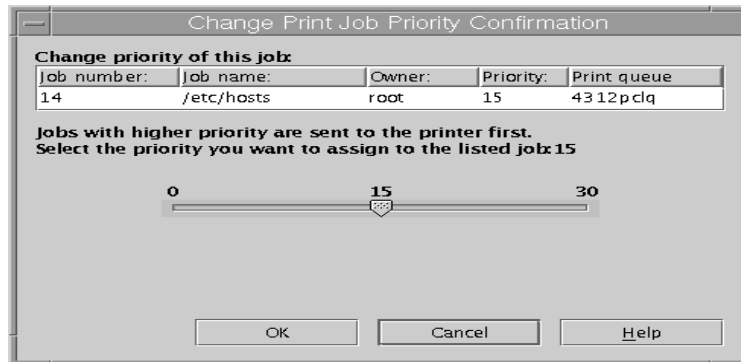 Change Print Job Priority Confirmation
Change priority of this job:
Job number: Job name: Owner: Priority: Print queue
14 /etc/hosts root 15 4312pclq
Jobs with higher priority are sent to the printer first.
Select the priority you want to assign to the listed job:15
0 15 30
OK Cancel Help